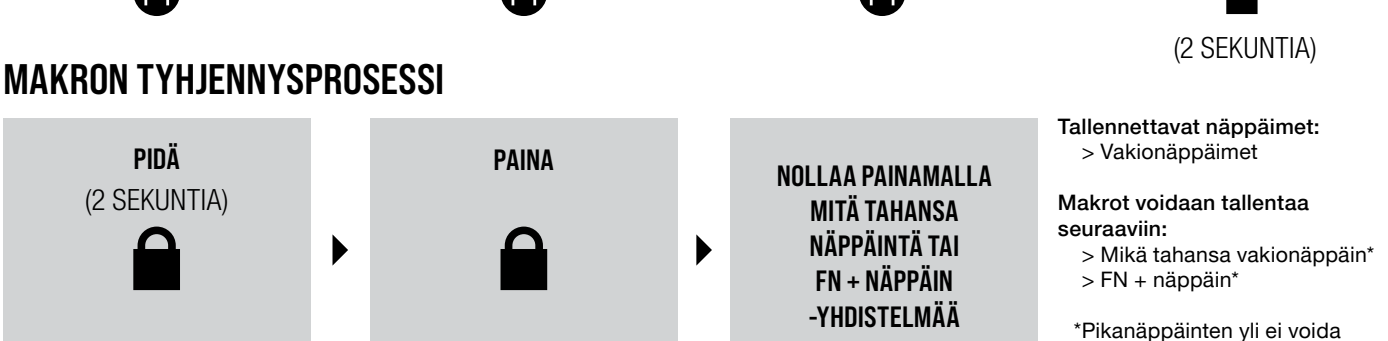 (2 SEKUNTIA)
MAKRON TYHJENNYSPROSESSI
PIDÄ
(2 SEKUNTIA)
PAINA
NOLLAA PAINAMALLA
MITÄ TAHANSA
NÄPPÄINTÄ TAI
FN + NÄPPÄIN
-YHDISTELMÄÄ
Tallennettavat näppäimet:
> Vakionäppäimet
Makrot voidaan tallentaa
seuraaviin:
> Mikä tahansa vakionäppäin*
> FN + näppäin*
*Pikanäppäinten yli ei voida